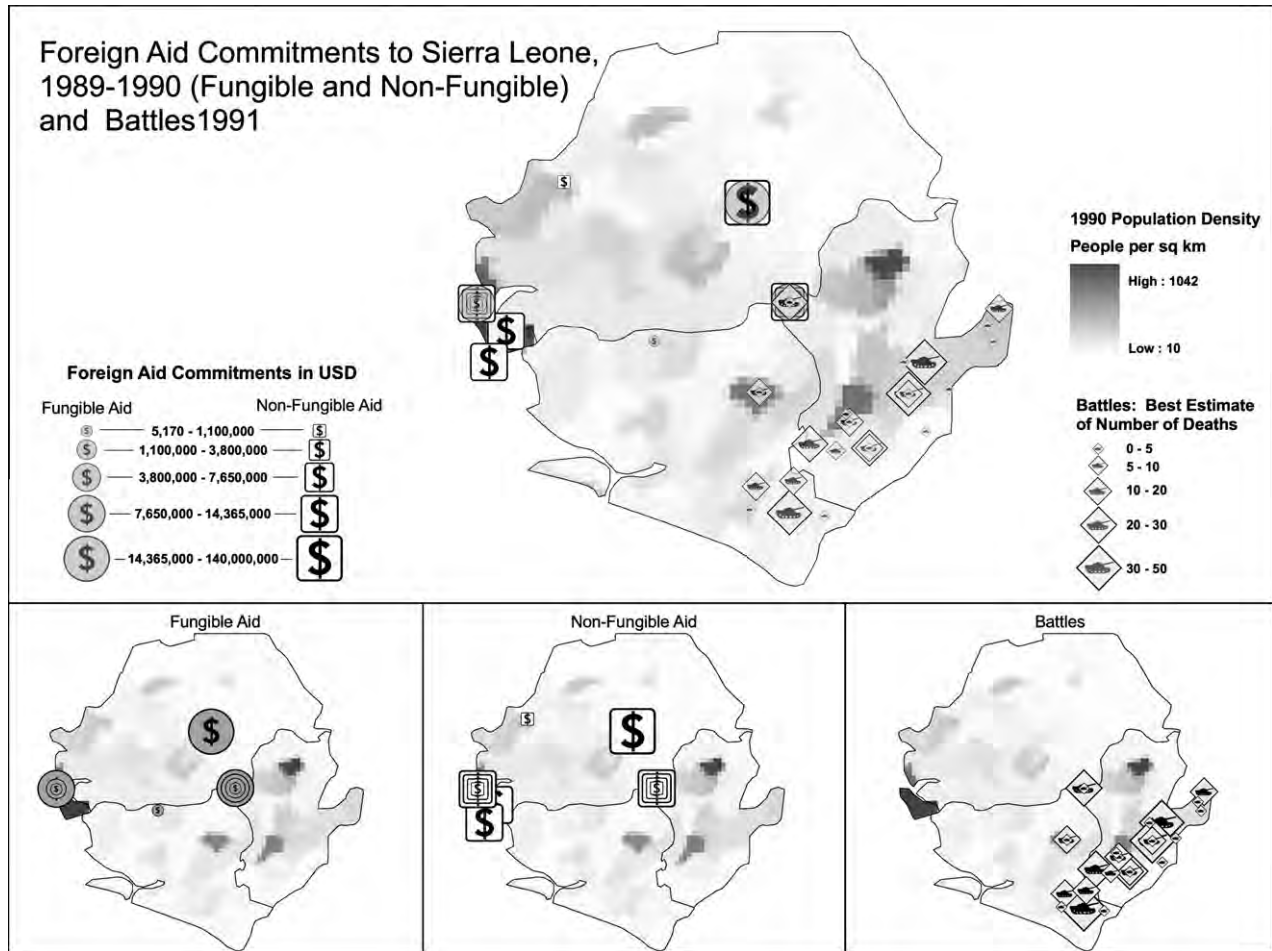 Foreign Aid Commitments to Sierra Leone,
1989-1990 (Fungible and Non-Fungible)
and Battles1991
1990 Population Density
People per sq km
High : 1042
Low : 10
Foreign Aid Commitments in USD
Fungible Aid
Non-Fungible Aid
5,170 - 1,100,000
1,100,000 - 3,800,000
3,800,000 - 7,650,000
7,650,000 - 14,365,000
14,365,000 - 140,000,000
Battles: Best Estimate
of Number of Deaths
0 - 5
5 - 10
10 - 20
20 - 30
30 - 50
Fungible Aid
Non-Fungible Aid
Battles